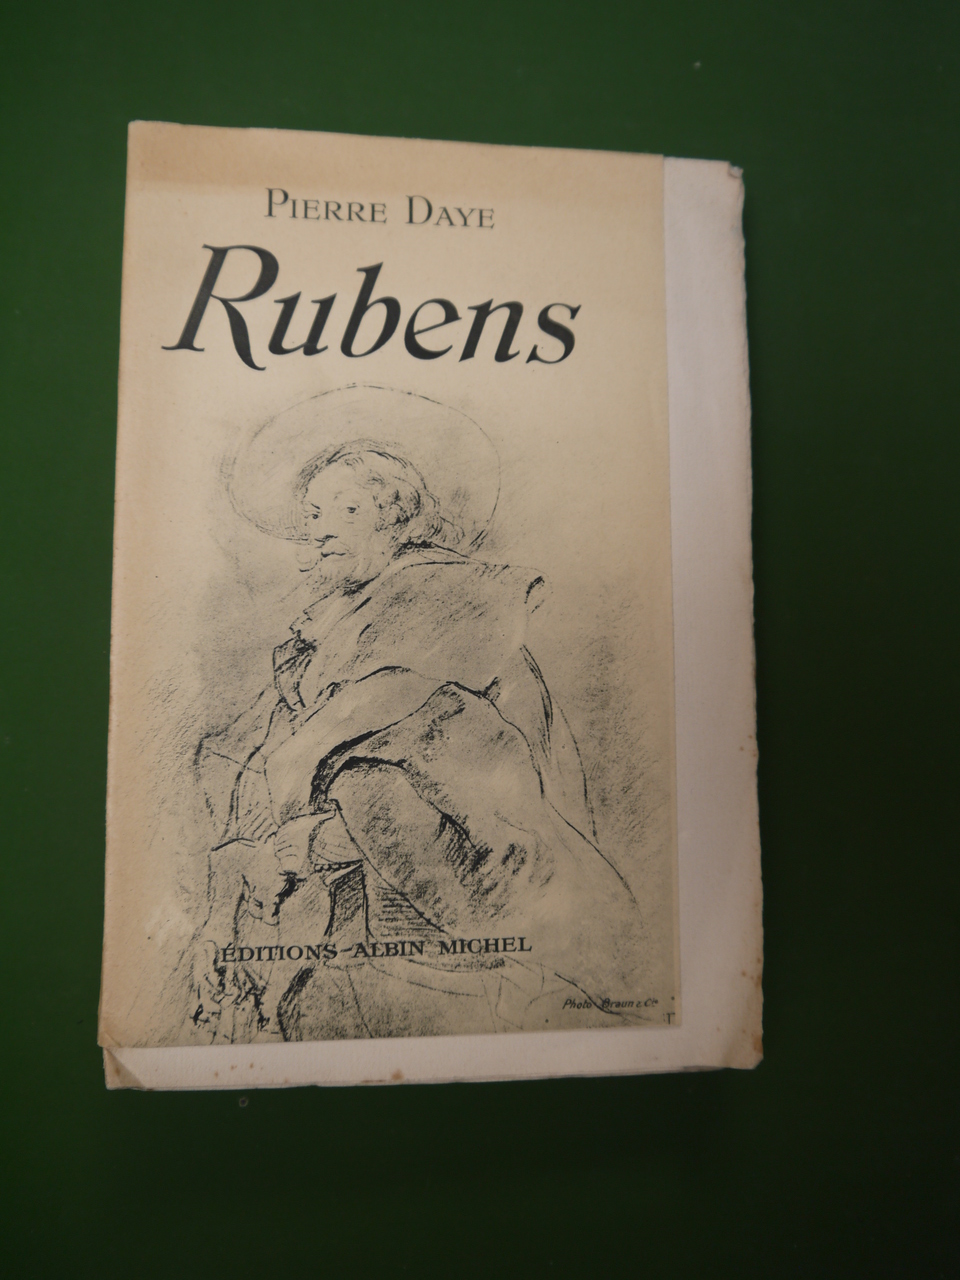 PIERRE DAYE
Rubens
ÉDITIONS ALBIN MICHEL
Photo Braun & Cie